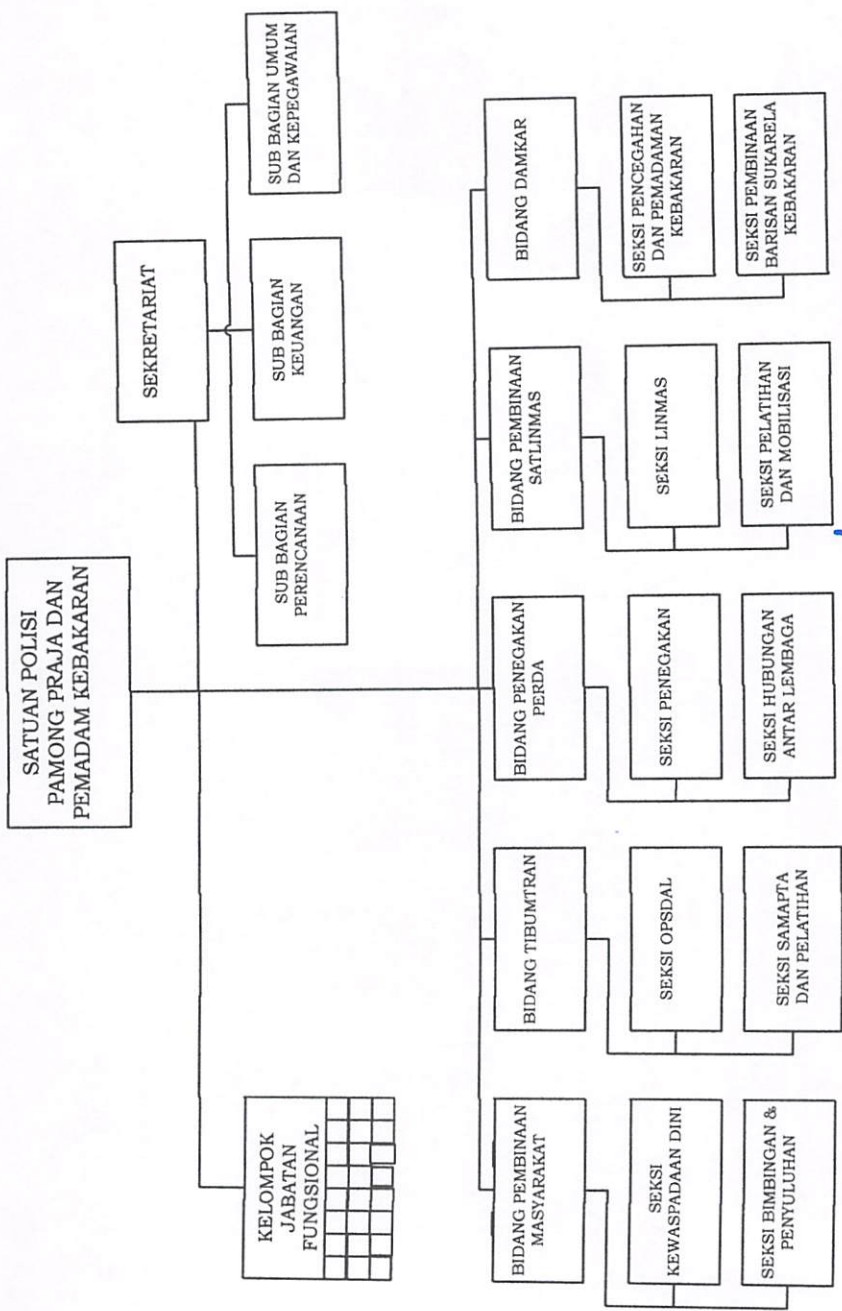 SATUAN POLISI
PAMONG PRAJA DAN
PEMADAM KEBAKARAN
SEKRETARIAT
KELOMPOK
JABATAN
FUNGSIONAL
SUB BAGIAN
PERENCANAAN
SUB BAGIAN
KEUANGAN
SUB BAGIAN UMUM
DAN KEPEGAWAIAN
BIDANG PEMBINAAN
MASYARAKAT
BIDANG TIBUMTRAN
BIDANG PENEGAKAN
PERDA
BIDANG PEMBINAAN
SATLINMAS
BIDANG DAMKAR
SEKSI
KEWASPADAAN DINI
SEKSI OPSDAL
SEKSI PENEGAKAN
SEKSI LINMAS
SEKSI PENCEGAHAN
DAN PEMADAMAN
KEBAKARAN
SEKSI BIMBINGAN &
PENYULUHAN
SEKSI SAMAPTA
DAN PELATIHAN
SEKSI HUBUNGAN
ANTAR LEMBAGA
SEKSI PELATIHAN
DAN MOBILISASI
SEKSI PEMBINAAN
BARISAN SUKARELA
KEBAKARAN